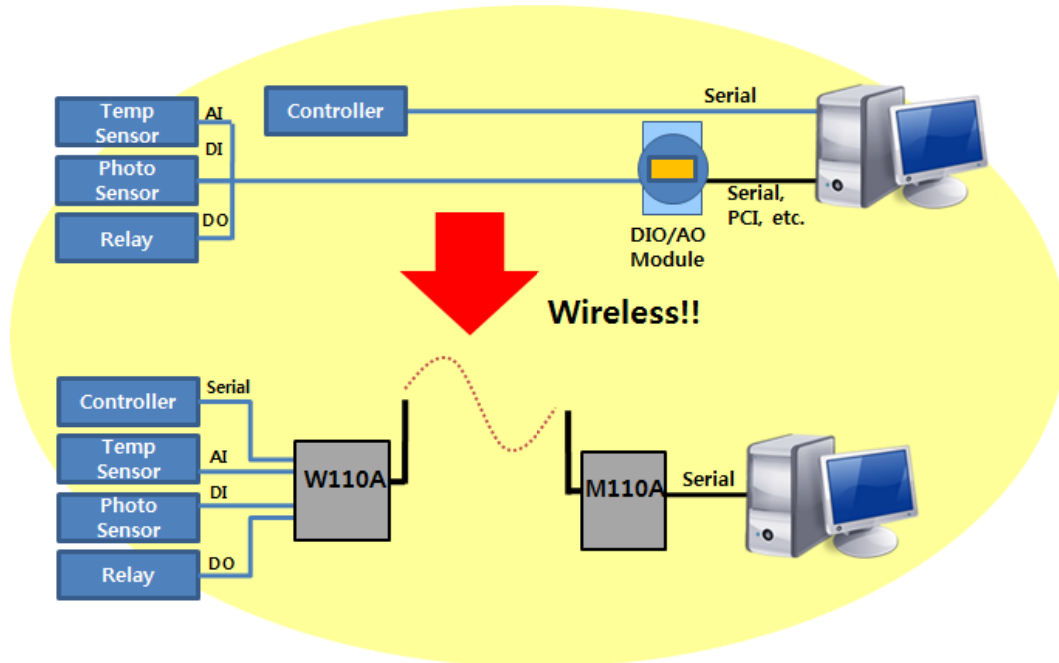 Temp
Sensor
AI
Controller
Serial
DI
Photo
Sensor
DO
Relay
Serial,
PCI, etc.
DIO/AO
Module
Wireless!!
Serial
Controller
Temp
Sensor
AI
W110A
DI
Photo
Sensor
M110A
Serial
DO
Relay